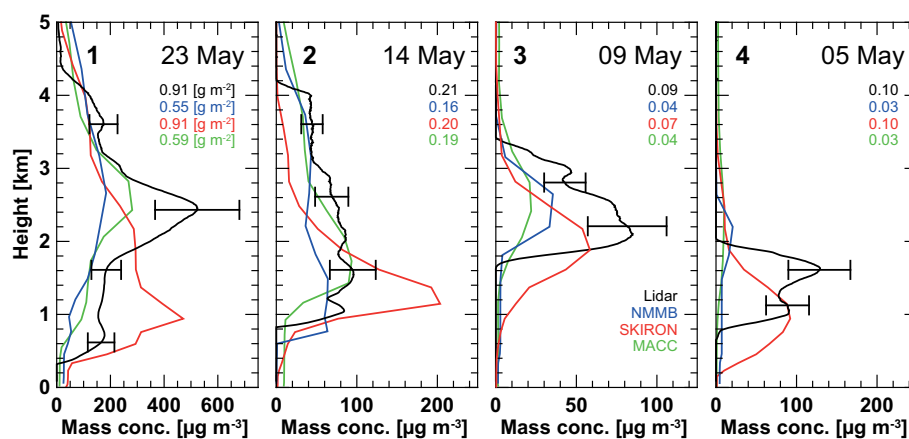 1 23 May
0.91 [g m⁻²]
0.55 [g m⁻²]
0.91 [g m⁻²]
0.59 [g m⁻²]
2 14 May
0.21
0.16
0.20
0.19
3 09 May
0.09
0.04
0.07
0.04
Lidar
NMMB
SKIRON
MACC
4 05 May
0.10
0.03
0.10
0.03
Height [km]
5
4
3
2
1
0
0 200 400 600
0 100 200
0 50 100
0 100 200
Mass conc. [µg m⁻³]
Mass conc. [µg m⁻³]
Mass conc. [µg m⁻³]
Mass conc. [µg m⁻³]